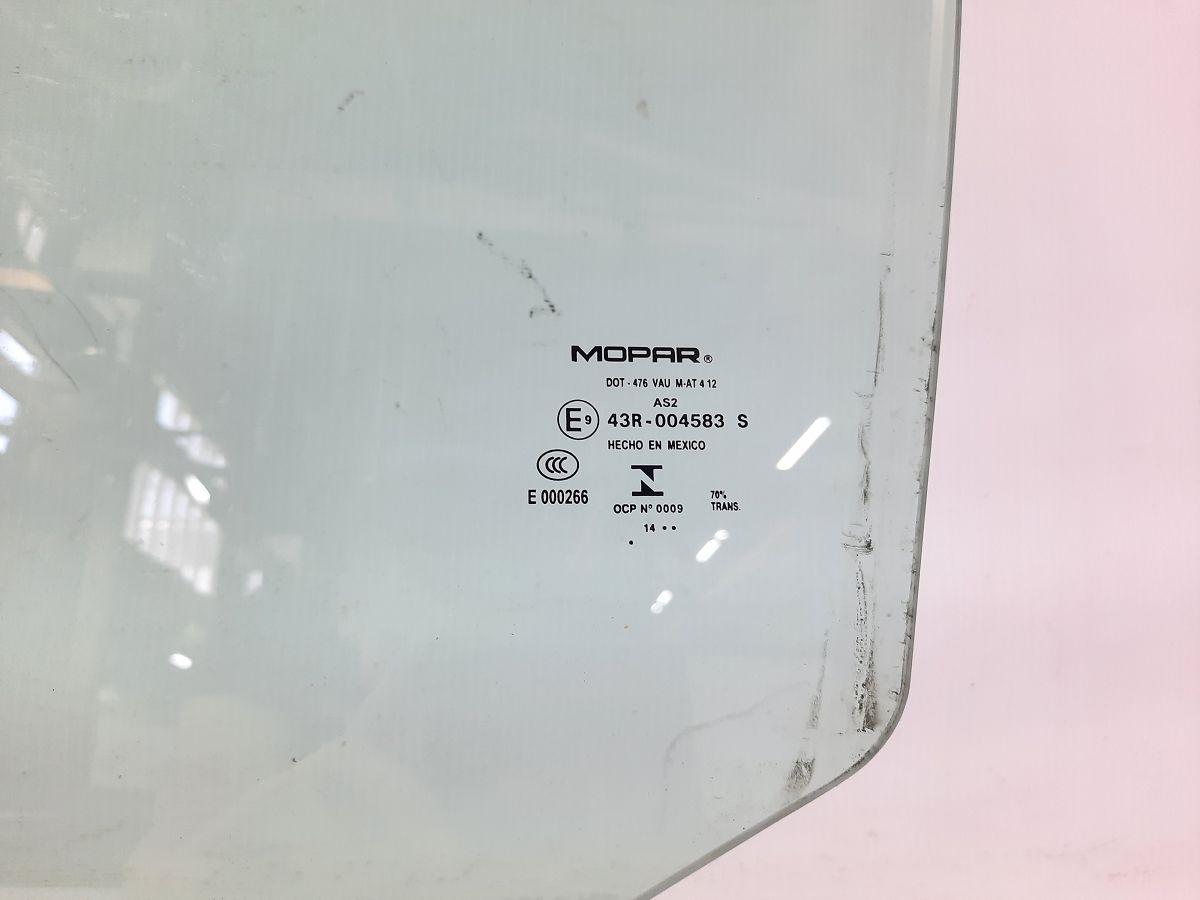 MOPAR®
DOT - 476 VAU M-AT 4 12
AS2
E9 43R-004583 S
HECHO EN MEXICO
CCC
E 000266
N
OCP Nº 0009
70%
TRANS.
14 • •
•